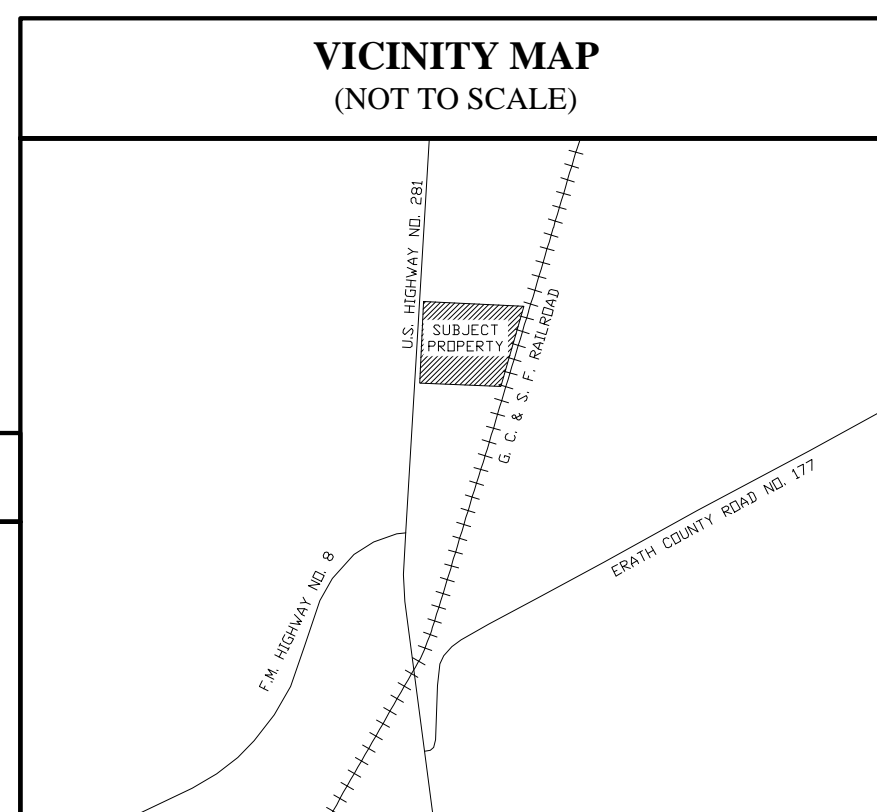 VICINITY MAP
(NOT TO SCALE)
U.S. HIGHWAY NO. 281
SUBJECT
PROPERTY
G. C. & S. F. RAILROAD
ERATH COUNTY ROAD NO. 177
F.M. HIGHWAY NO. 8